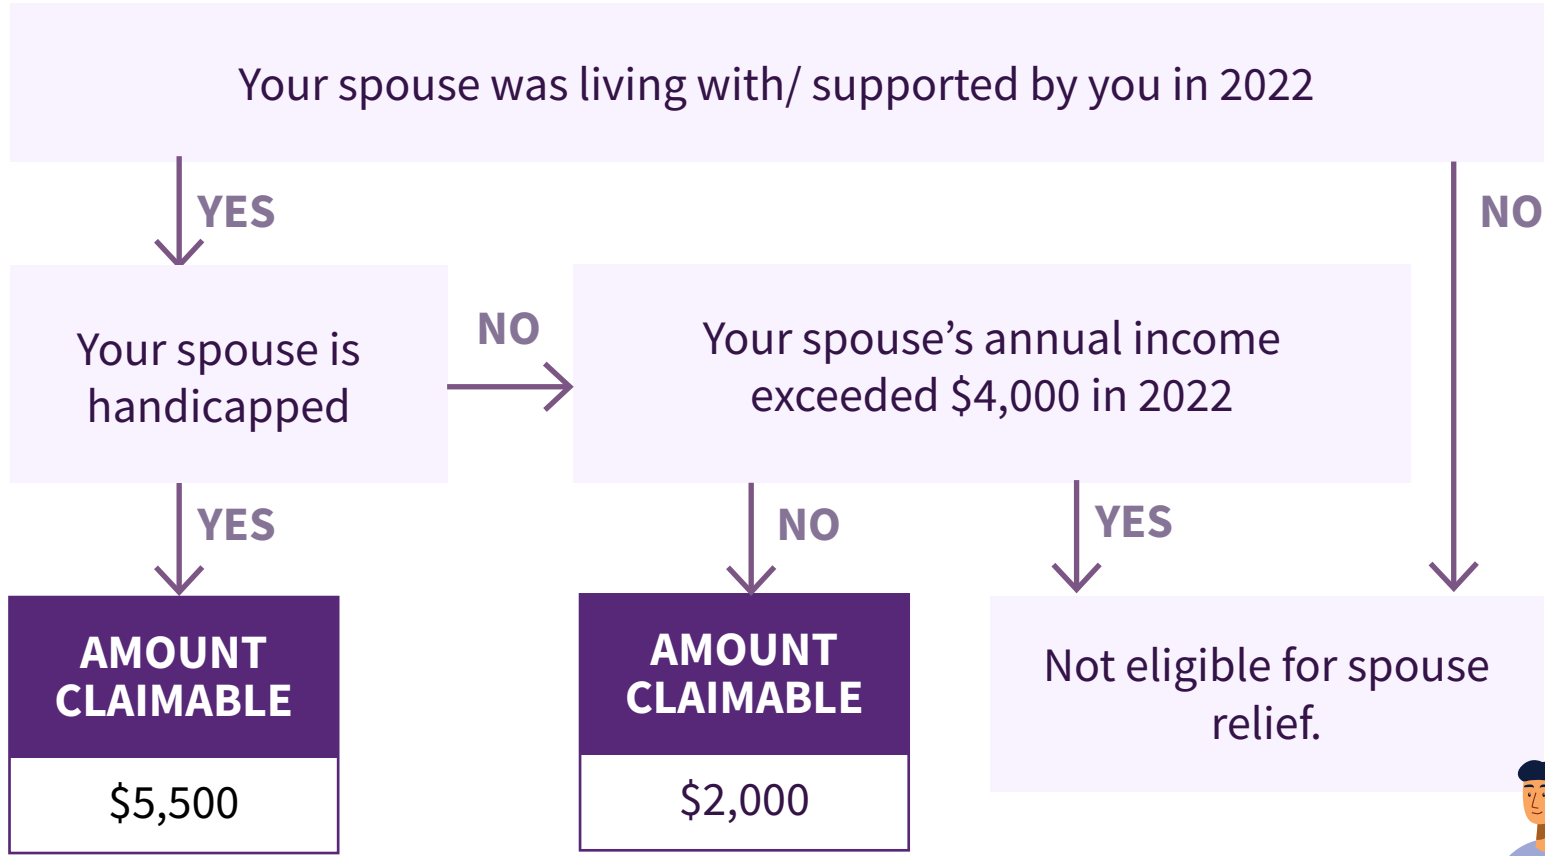 Your spouse was living with/ supported by you in 2022
YES
NO
Your spouse is
handicapped
NO
Your spouse’s annual income
exceeded $4,000 in 2022
YES
NO
YES
AMOUNT
CLAIMABLE
$5,500
AMOUNT
CLAIMABLE
$2,000
Not eligible for spouse
relief.